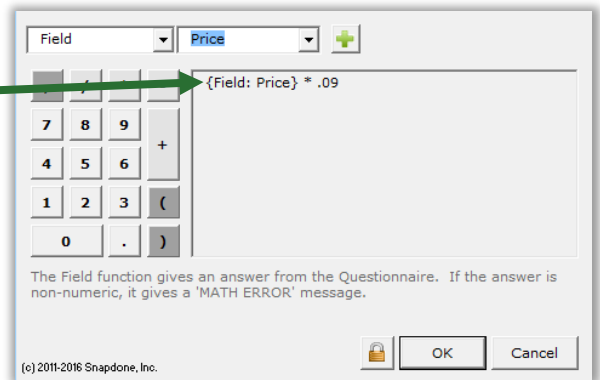 Field Price
{Field: Price} * .09
7 8 9 +
4 5 6
1 2 3 (
0 . )
The Field function gives an answer from the Questionnaire.  If the answer is
non-numeric, it gives a 'MATH ERROR' message.
OK Cancel
(c) 2011-2016 Snapdone, Inc.